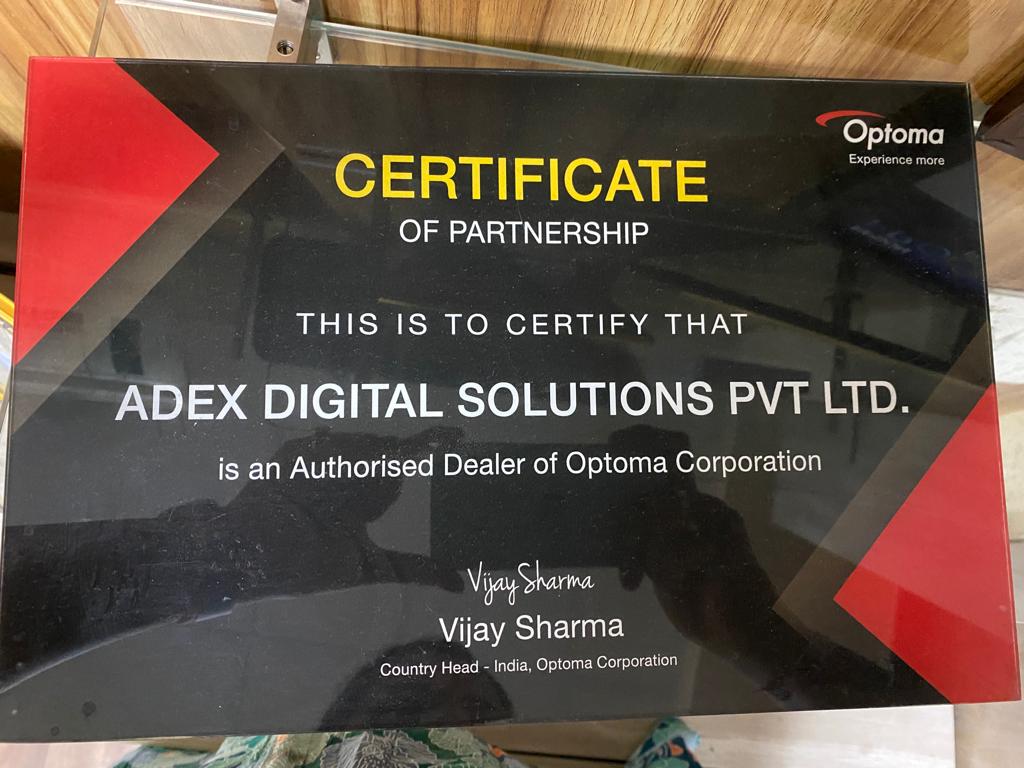 Optoma
Experience more
CERTIFICATE
OF PARTNERSHIP
THIS IS TO CERTIFY THAT
ADEX DIGITAL SOLUTIONS PVT LTD.
is an Authorised Dealer of Optoma Corporation
Vijay Sharma
Vijay Sharma
Country Head - India, Optoma Corporation